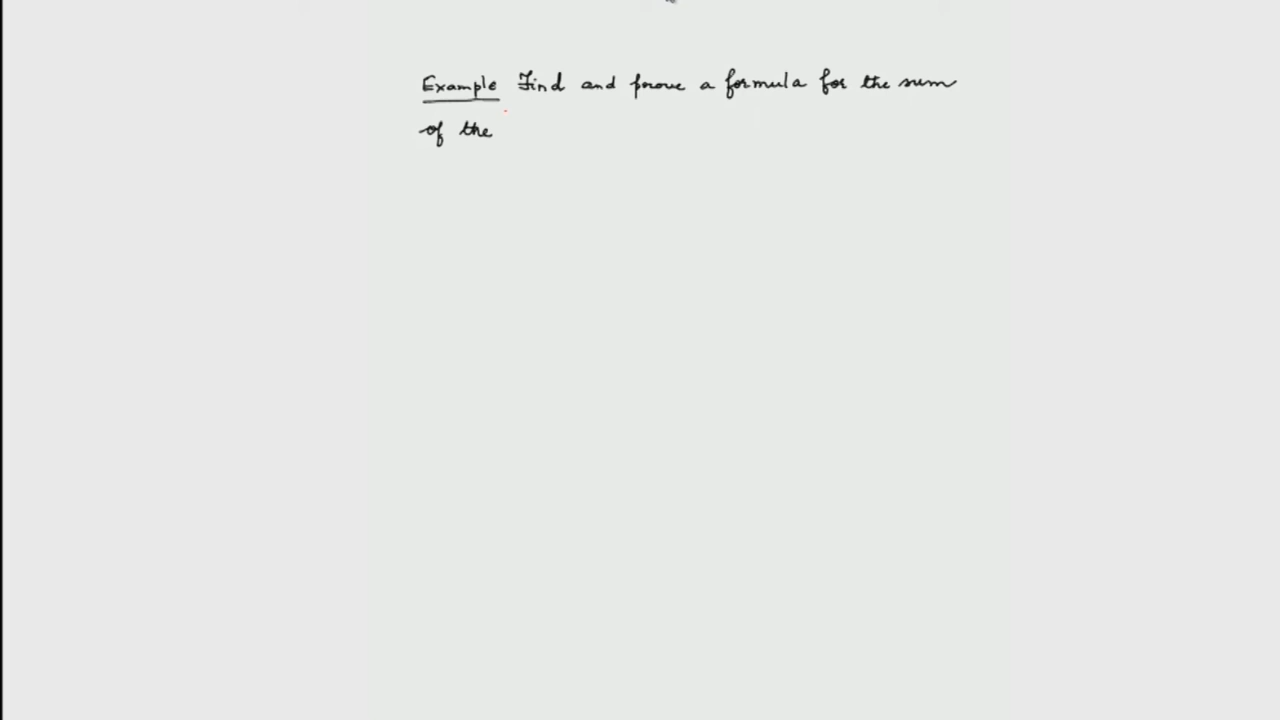 Example Find and prove a formula for the sum
of the